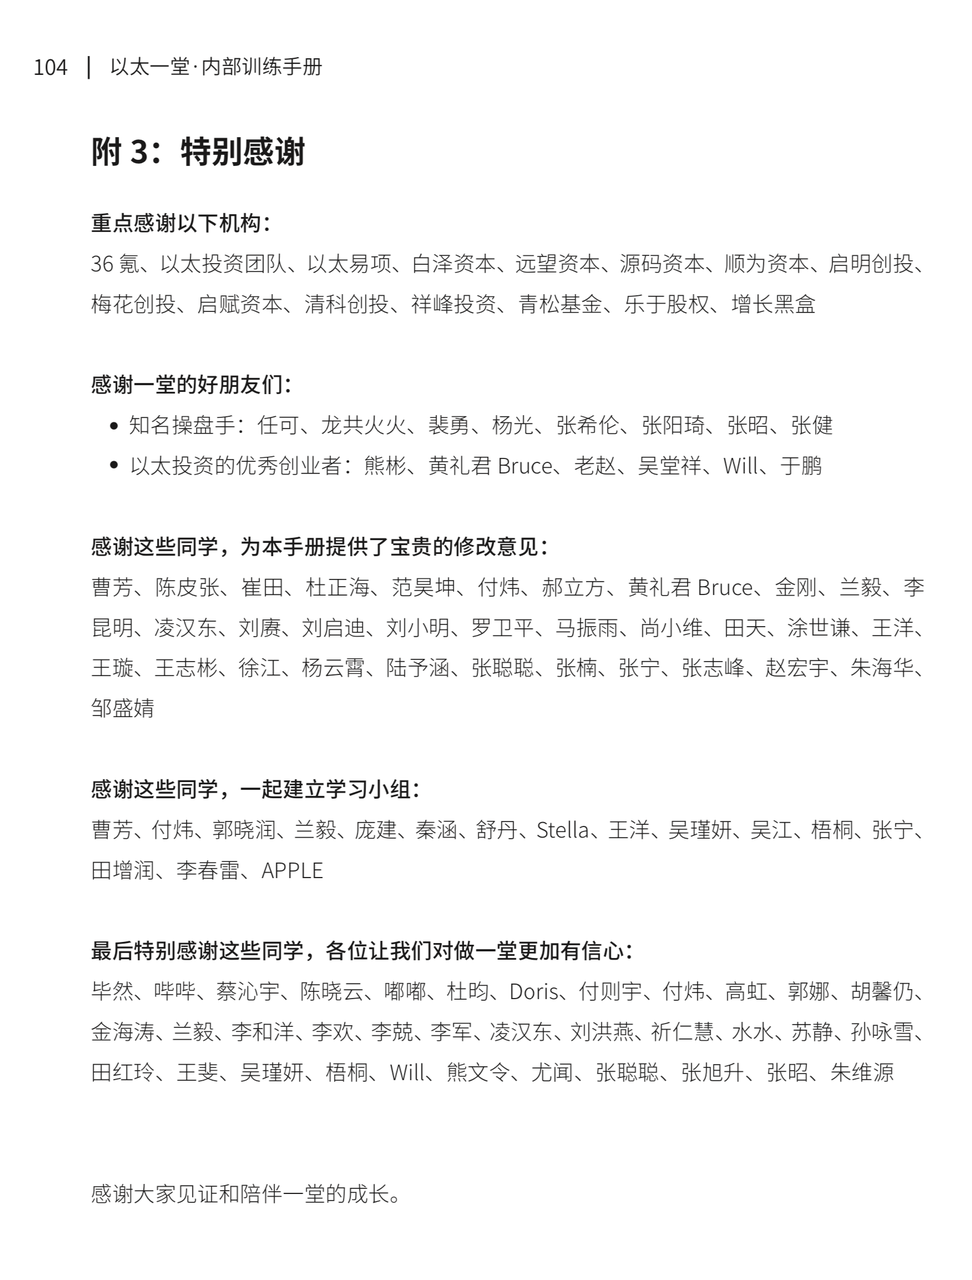 104 | 以太一堂·内部训练手册
附 3：特别感谢
重点感谢以下机构：
36 氪、以太投资团队、以太易项、白泽资本、远望资本、源码资本、顺为资本、启明创投、
梅花创投、启赋资本、清科创投、祥峰投资、青松基金、乐于股权、增长黑盒
感谢一堂的好朋友们：
• 知名操盘手：任可、龙共火火、裴勇、杨光、张希伦、张阳琦、张昭、张健
• 以太投资的优秀创业者：熊彬、黄礼君 Bruce、老赵、吴堂祥、Will、于鹏
感谢这些同学，为本手册提供了宝贵的修改意见：
曹芳、陈皮张、崔田、杜正海、范昊坤、付炜、郝立方、黄礼君 Bruce、金刚、兰毅、李
昆明、凌汉东、刘赓、刘启迪、刘小明、罗卫平、马振雨、尚小维、田天、涂世谦、王洋、
王璇、王志彬、徐江、杨云霄、陆予涵、张聪聪、张楠、张宁、张志峰、赵宏宇、朱海华、
邹盛婧
感谢这些同学，一起建立学习小组：
曹芳、付炜、郭晓润、兰毅、庞建、秦涵、舒丹、Stella、王洋、吴瑾妍、吴江、梧桐、张宁、
田增润、李春雷、APPLE
最后特别感谢这些同学，各位让我们对做一堂更加有信心：
毕然、哔哔、蔡沁宇、陈晓云、嘟嘟、杜昀、Doris、付则宇、付炜、高虹、郭娜、胡馨仍、
金海涛、兰毅、李和洋、李欢、李兢、李军、凌汉东、刘洪燕、祈仁慧、水水、苏静、孙咏雪、
田红玲、王斐、吴瑾妍、梧桐、Will、熊文令、尤闻、张聪聪、张旭升、张昭、朱维源
感谢大家见证和陪伴一堂的成长。